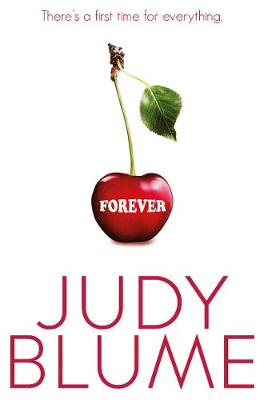 There's a first time for everything.
FOREVER
JUDY
BLUME